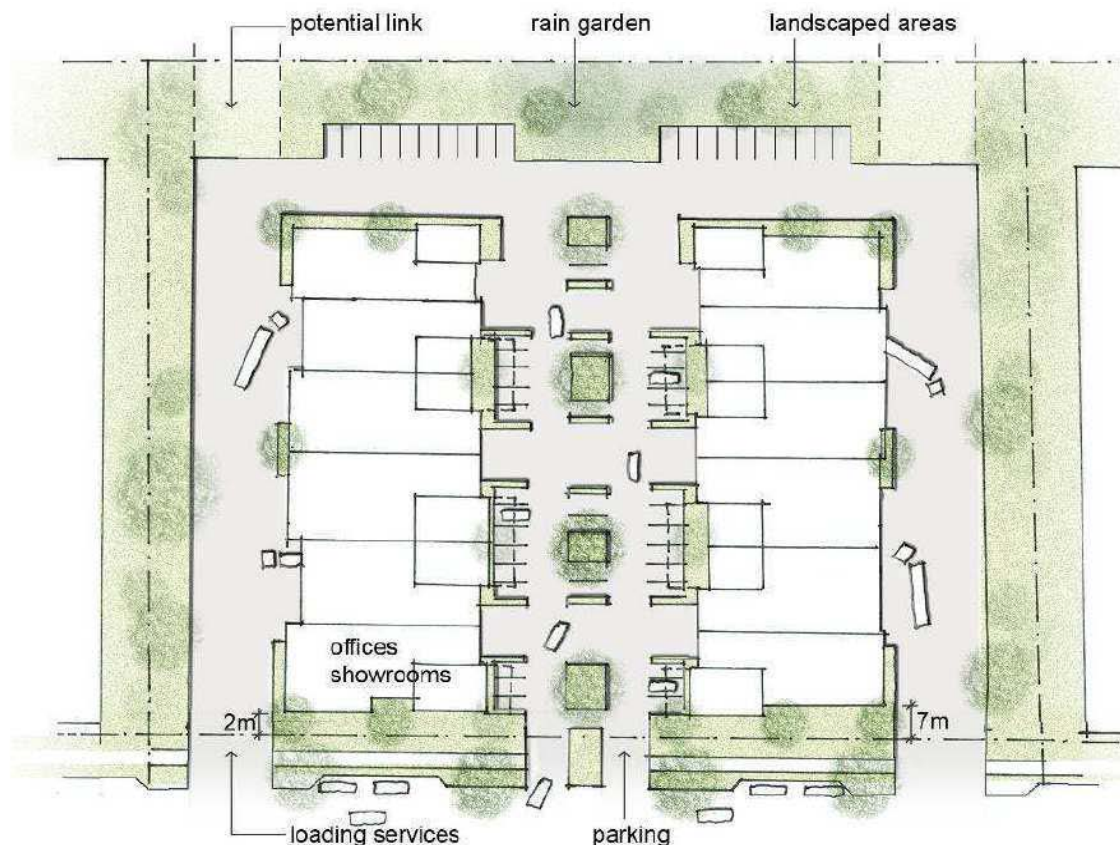 potential link
rain garden
landscaped areas
offices
showrooms
2m
7m
loading services
parking